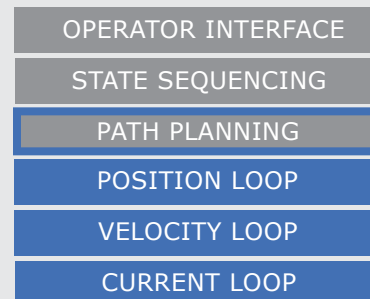 OPERATOR INTERFACE
STATE SEQUENCING
PATH PLANNING
POSITION LOOP
VELOCITY LOOP
CURRENT LOOP